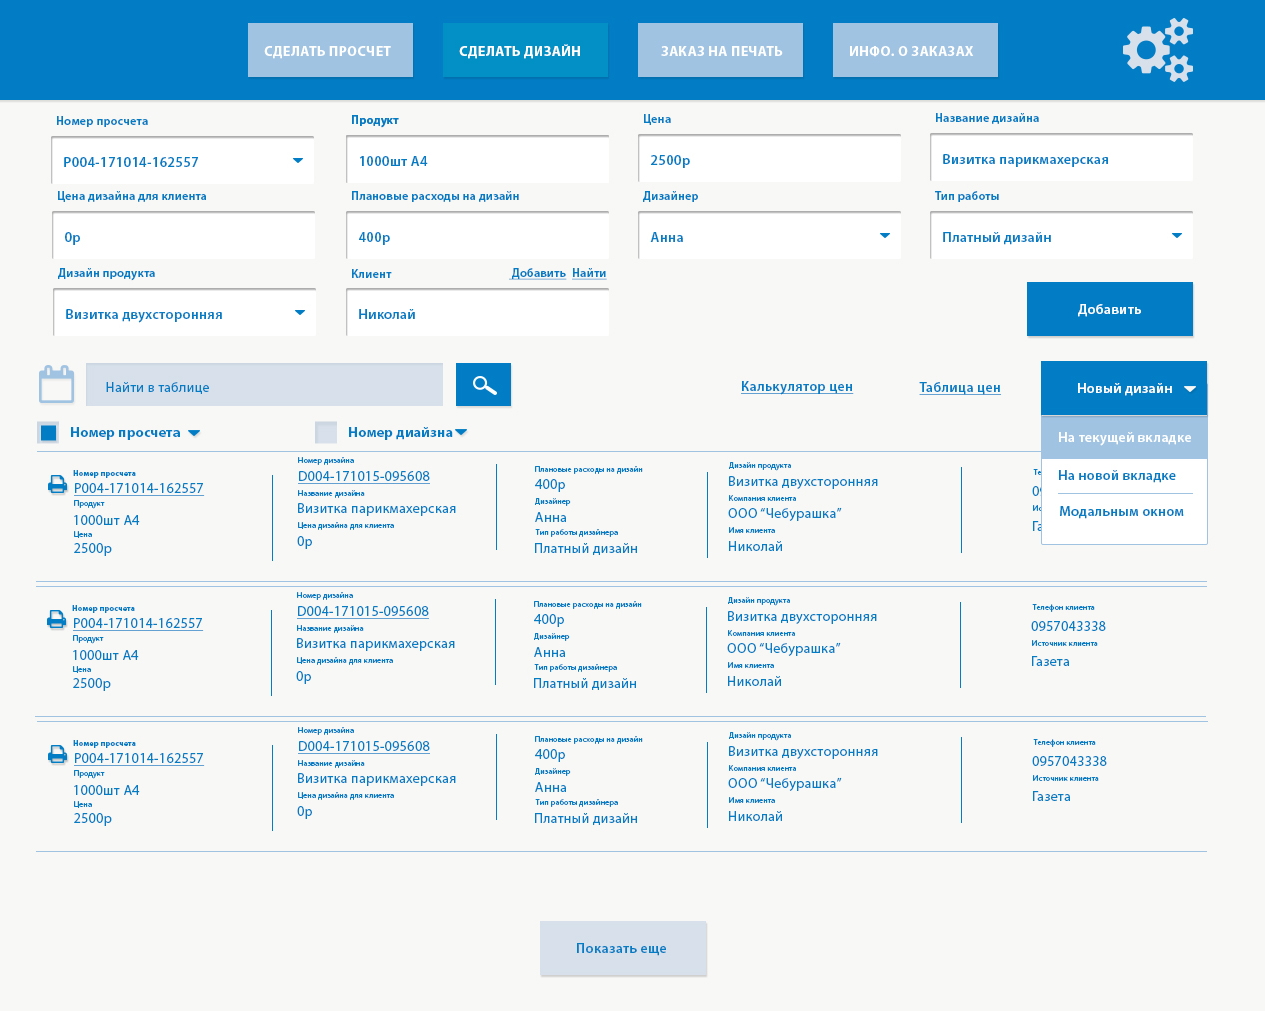 СДЕЛАТЬ ПРОСЧЕТ
СДЕЛАТЬ ДИЗАЙН
ЗАКАЗ НА ПЕЧАТЬ
ИНФО. О ЗАКАЗАХ
Номер просчета
Продукт
Цена
Название дизайна
P004-171014-162557
1000шт А4
2500р
Визитка парикмахерская
Цена дизайна для клиента
Плановые расходы на дизайн
Дизайнер
Тип работы
0р
400р
Анна
Платный дизайн
Дизайн продукта
Клиент
Добавить
Найти
Визитка двухсторонняя
Николай
Добавить
Найти в таблице
Калькулятор цен
Таблица цен
Новый дизайн
На текущей вкладке
На новой вкладке
Модальным окном
Номер просчета
Номер диайзна
Номер просчета
P004-171014-162557
Продукт
1000шт А4
Цена
2500р
Номер дизайна
D004-171015-095608
Название дизайна
Визитка парикмахерская
Цена дизайна для клиента
0р
Плановые расходы на дизайн
400р
Дизайнер
Анна
Тип работы дизайнера
Платный дизайн
Дизайн продукта
Визитка двухсторонняя
Компания клиента
ООО “Чебурашка”
Имя клиента
Николай
Номер просчета
P004-171014-162557
Продукт
1000шт А4
Цена
2500р
Номер дизайна
D004-171015-095608
Название дизайна
Визитка парикмахерская
Цена дизайна для клиента
0р
Плановые расходы на дизайн
400р
Дизайнер
Анна
Тип работы дизайнера
Платный дизайн
Дизайн продукта
Визитка двухсторонняя
Компания клиента
ООО “Чебурашка”
Имя клиента
Николай
Телефон клиента
0957043338
Источник клиента
Газета
Номер просчета
P004-171014-162557
Продукт
1000шт А4
Цена
2500р
Номер дизайна
D004-171015-095608
Название дизайна
Визитка парикмахерская
Цена дизайна для клиента
0р
Плановые расходы на дизайн
400р
Дизайнер
Анна
Тип работы дизайнера
Платный дизайн
Дизайн продукта
Визитка двухсторонняя
Компания клиента
ООО “Чебурашка”
Имя клиента
Николай
Телефон клиента
0957043338
Источник клиента
Газета
Показать еще